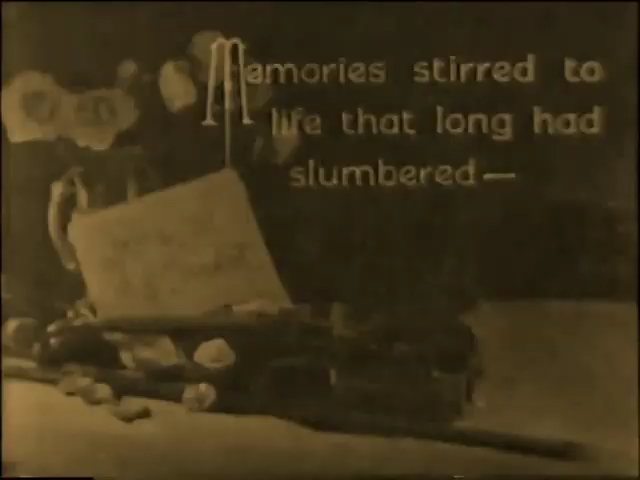 Memories stirred to
life that long had
slumbered—